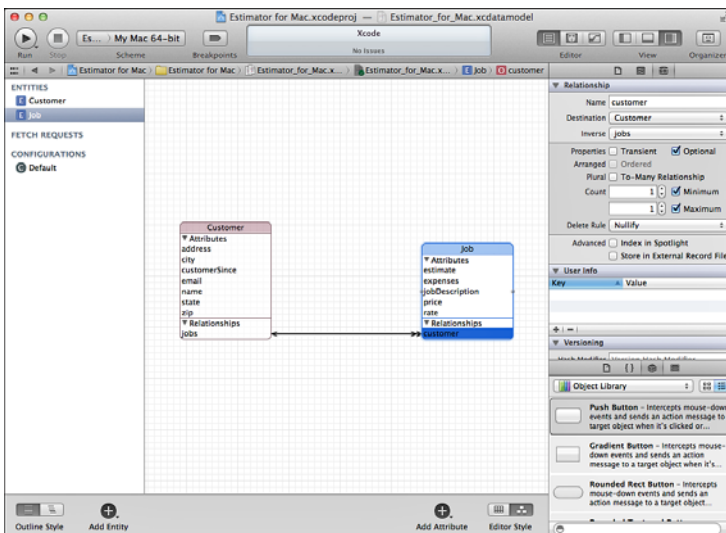 Estimator for Mac.xcodeproj — Estimator_for_Mac.xcdatamodel
Run
Stop
Es... My Mac 64-bit
Scheme
Breakpoints
Xcode
No Issues
Editor
View
Organizer
Estimator for Mac
Estimator for Mac
Estimator_for_Mac.x...
Estimator_for_Mac.x...
E Job
customer
ENTITIES
E Customer
E Job
FETCH REQUESTS
CONFIGURATIONS
C Default
Customer
Attributes
address
city
customerSince
email
name
state
zip
Relationships
jobs
Job
Attributes
estimate
expenses
jobDescription
price
rate
Relationships
customer
Relationship
Name customer
Destination Customer
Inverse jobs
Properties Transient Optional
Arranged Ordered
Plural To-Many Relationship
Count 1 Minimum
1 Maximum
Delete Rule Nullify
Advanced Index in Spotlight
Store in External Record File
User Info
Key Value
Versioning
Object Library
Push Button – Intercepts mouse-down
events and sends an action message to
target object when it's clicked or...
Gradient Button – Intercepts mouse-
down events and sends an action
message to a target object when it's...
Rounded Rect Button – Intercepts
mouse-down events and sends an
action message to a target object...
Outline Style
Add Entity
Add Attribute
Editor Style